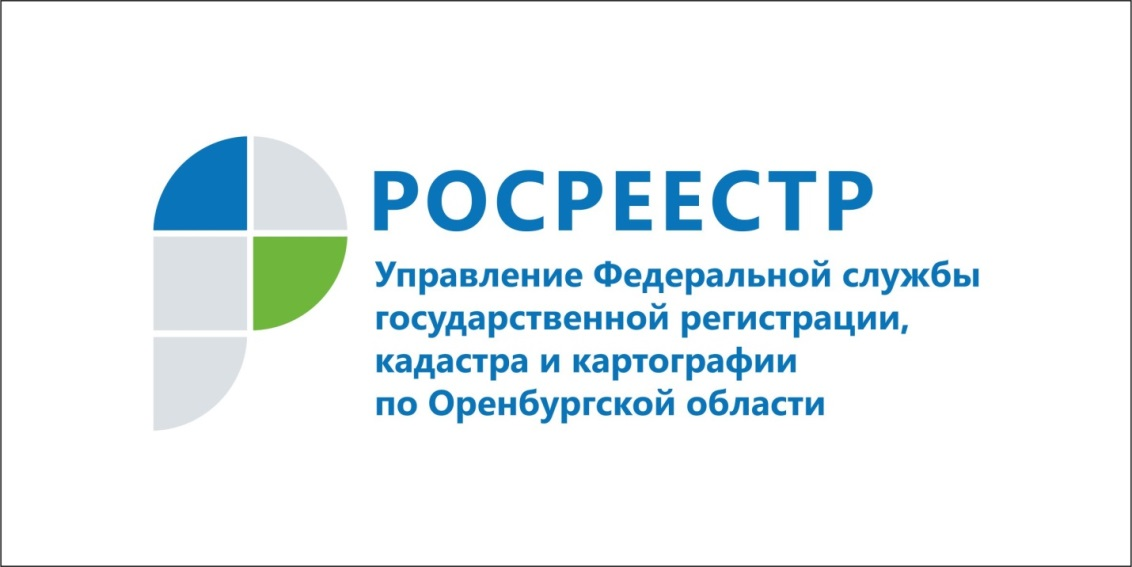 РОСРЕЕСТР
Управление Федеральной службы
государственной регистрации,
кадастра и картографии
по Оренбургской области